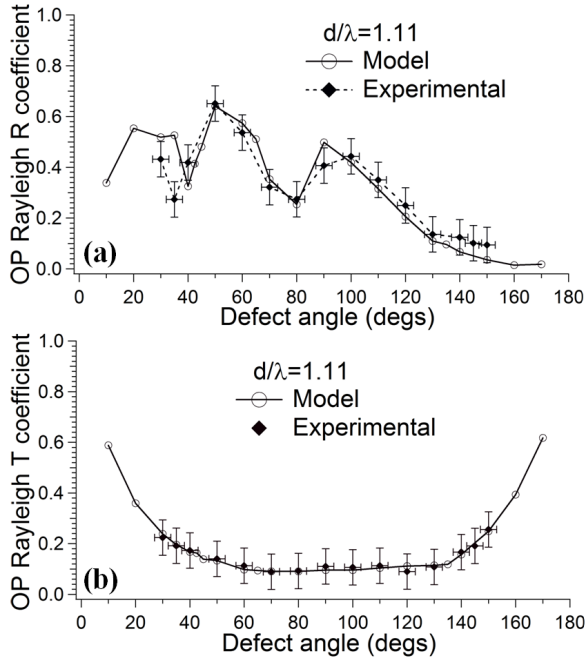 1.0
0.8
0.6
0.4
0.2
0.0
OP Rayleigh R coefficient
d/λ=1.11
Model
Experimental
(a)
0 20 40 60 80 100 120 140 160 180
Defect angle (degs)
1.0
0.8
0.6
0.4
0.2
0.0
OP Rayleigh T coefficient
d/λ=1.11
Model
Experimental
(b)
0 20 40 60 80 100 120 140 160 180
Defect angle (degs)